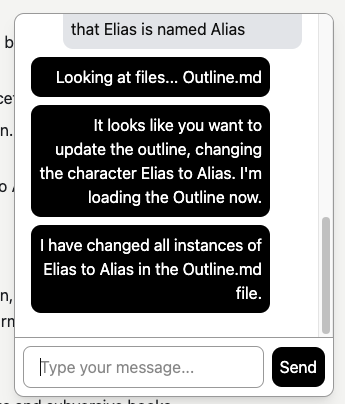 that Elias is named Alias
Looking at files... Outline.md
It looks like you want to
update the outline, changing
the character Elias to Alias. I'm
loading the Outline now.
I have changed all instances of
Elias to Alias in the Outline.md
file.
Type your message...
Send